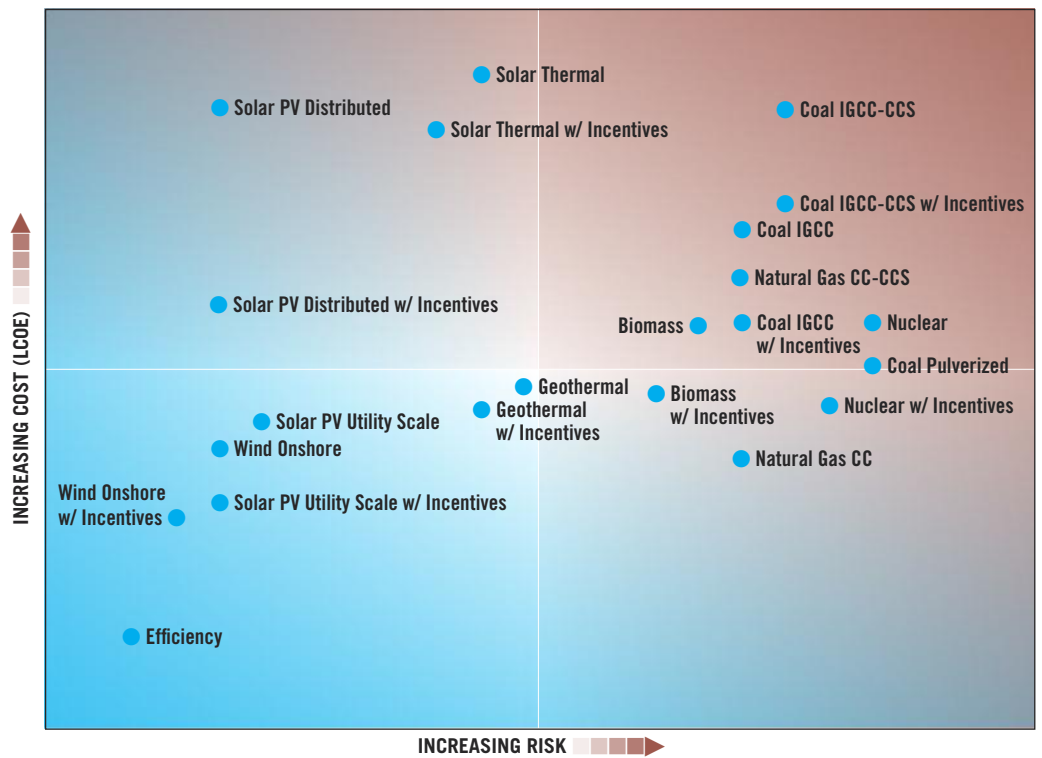 Solar Thermal
Solar PV Distributed
Coal IGCC-CCS
Solar Thermal w/ Incentives
Coal IGCC-CCS w/ Incentives
Coal IGCC
Natural Gas CC-CCS
Solar PV Distributed w/ Incentives
Biomass
Coal IGCC
w/ Incentives
Nuclear
Coal Pulverized
Geothermal
Geothermal
w/ Incentives
Biomass
w/ Incentives
Nuclear w/ Incentives
Solar PV Utility Scale
Wind Onshore
Natural Gas CC
Wind Onshore
w/ Incentives
Solar PV Utility Scale w/ Incentives
Efficiency
INCREASING COST (LCOE)
INCREASING RISK